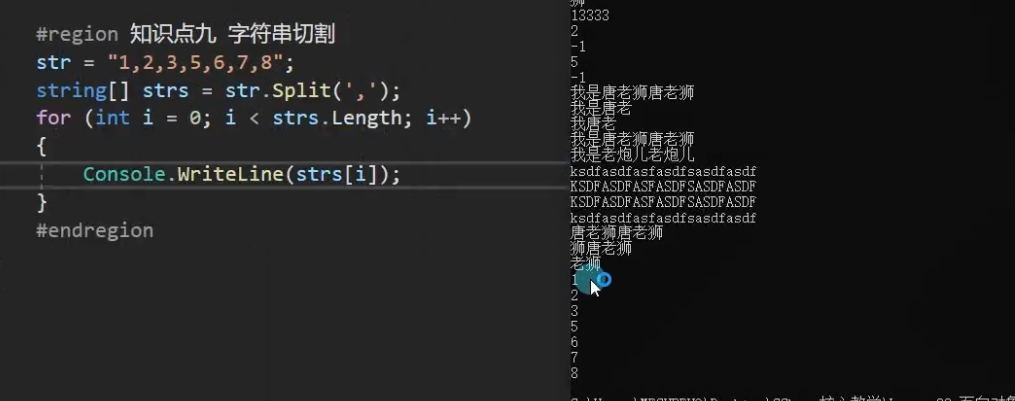 #region 知识点九 字符串切割
str = "1,2,3,5,6,7,8";
string[] strs = str.Split(',');
for (int i = 0; i < strs.Length; i++)
{
Console.WriteLine(strs[i]);
}
#endregion
狮
13333
2
-1
5
-1
我是唐老狮唐老狮
我是唐老
我唐老
我是唐老狮唐老狮
我是老炮儿老炮儿
ksdfasdfasfasdfsasdfasdf
KSDFASDFASFASDFSASDFASDF
KSDFASDFASFASDFSASDFASDF
ksdfasdfasfasdfsasdfasdf
唐老狮唐老狮
狮唐老狮
老狮
1
2
3
5
6
7
8